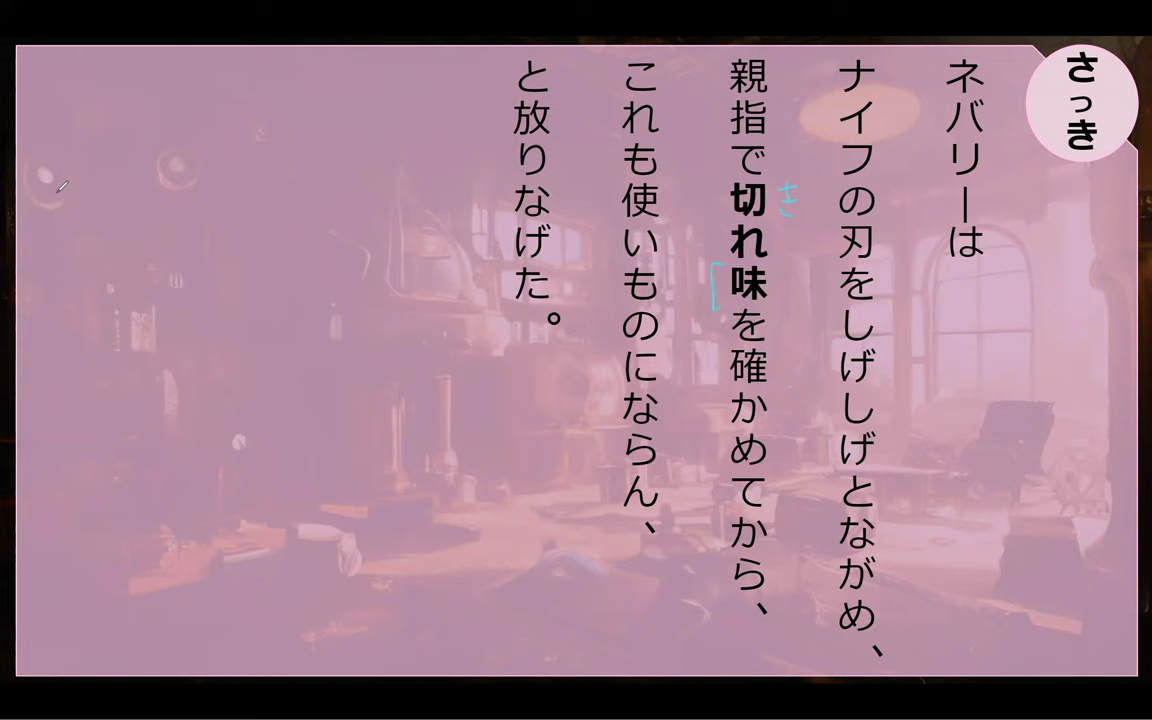 さっき
ネバリーは
ナイフの刃をしげしげとながめ、
親指で切れ味を確かめてから、
さ
これも使いものにならん、
と放りなげた。